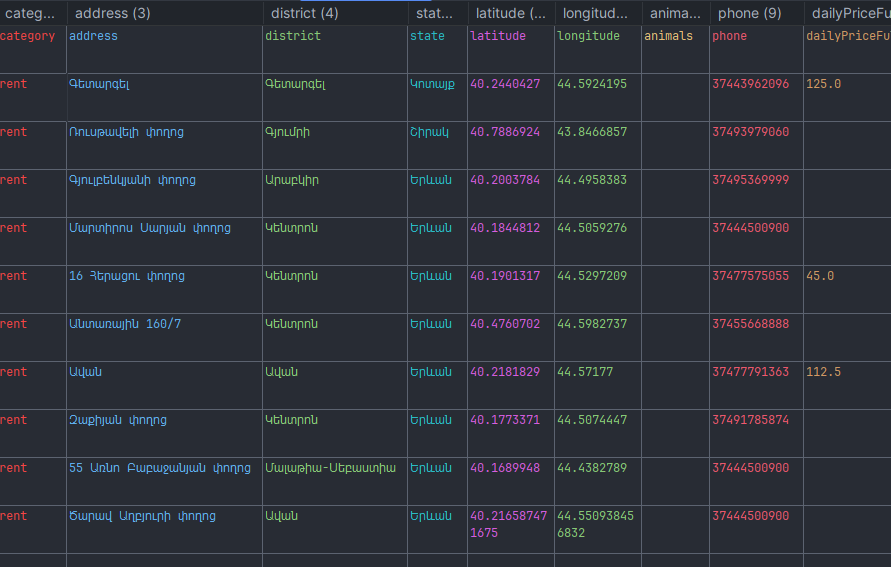 categ... address (3) district (4) stat... latitude (... longitud... anima... phone (9) dailyPriceFu
category address district state latitude longitude animals phone dailyPriceFu
rent Գետարգել Գետարգել Կոտայք 40.2440427 44.5924195 37443962096 125.0
rent Ռուսթավելի փողոց Գյումրի Շիրակ 40.7886924 43.8466857 37493979060
rent Գյուլբենկյանի փողոց Արաբկիր Երևան 40.2003784 44.4958383 37495369999
rent Մարտիրոս Սարյան փողոց Կենտրոն Երևան 40.1844812 44.5059276 37444500900
rent 16 Հերացու փողոց Կենտրոն Երևան 40.1901317 44.5297209 37477575055 45.0
rent Անտառային 160/7 Կենտրոն Երևան 40.4760702 44.5982737 37455668888
rent Ավան Ավան Երևան 40.2181829 44.57177 37477791363 112.5
rent Զաքիյան փողոց Կենտրոն Երևան 40.1773371 44.5074447 37491785874
rent 55 Առնո Բաբաջանյան փողոց Մալաթիա-Սեբաստիա Երևան 40.1689948 44.4382789 37444500900
rent Ծարավ Աղբյուրի փողոց Ավան Երևան 40.21658747 44.55093845 37444500900
1675 6832